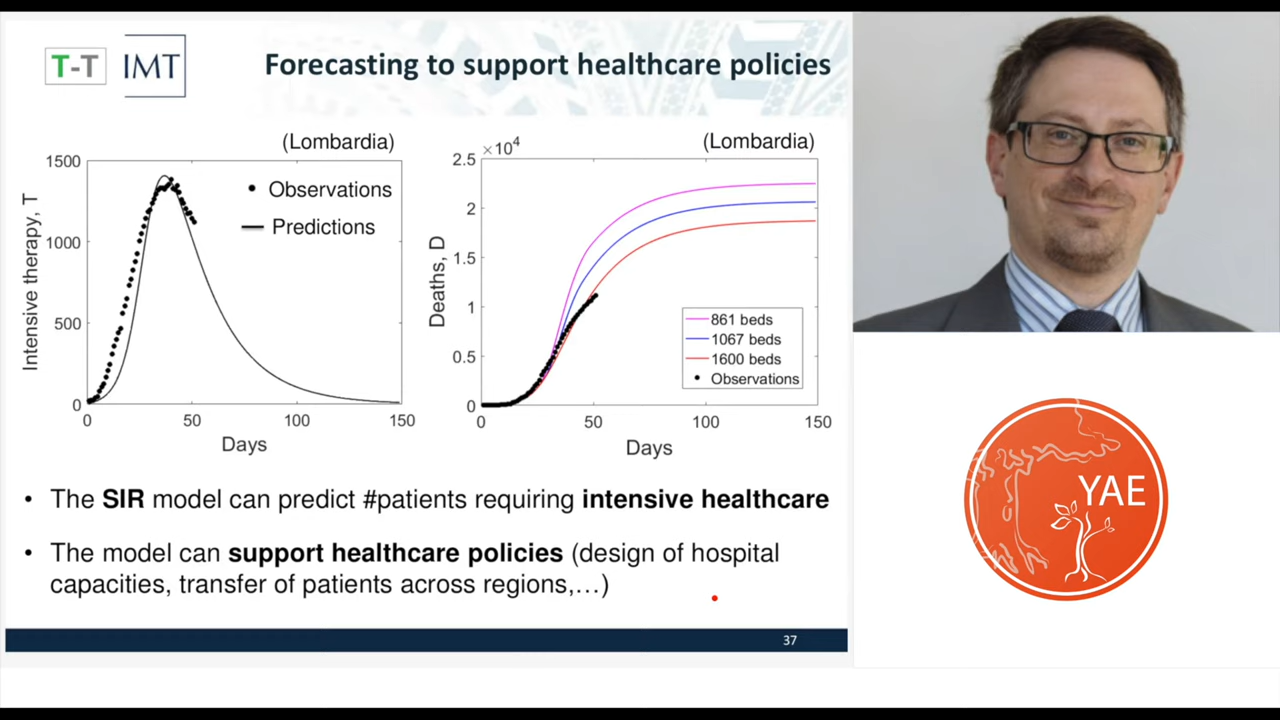 T-T IMT
Forecasting to support healthcare policies
(Lombardia)
1500
1000
500
0
0 50 100 150
Intensive therapy, T
Days
• Observations
— Predictions
(Lombardia)
×10⁴
2.5
2
1.5
1
0.5
0
0 50 100 150
Deaths, D
Days
861 beds
1067 beds
1600 beds
Observations
• The SIR model can predict #patients requiring intensive healthcare
• The model can support healthcare policies (design of hospital
capacities, transfer of patients across regions,…)
37
YAE